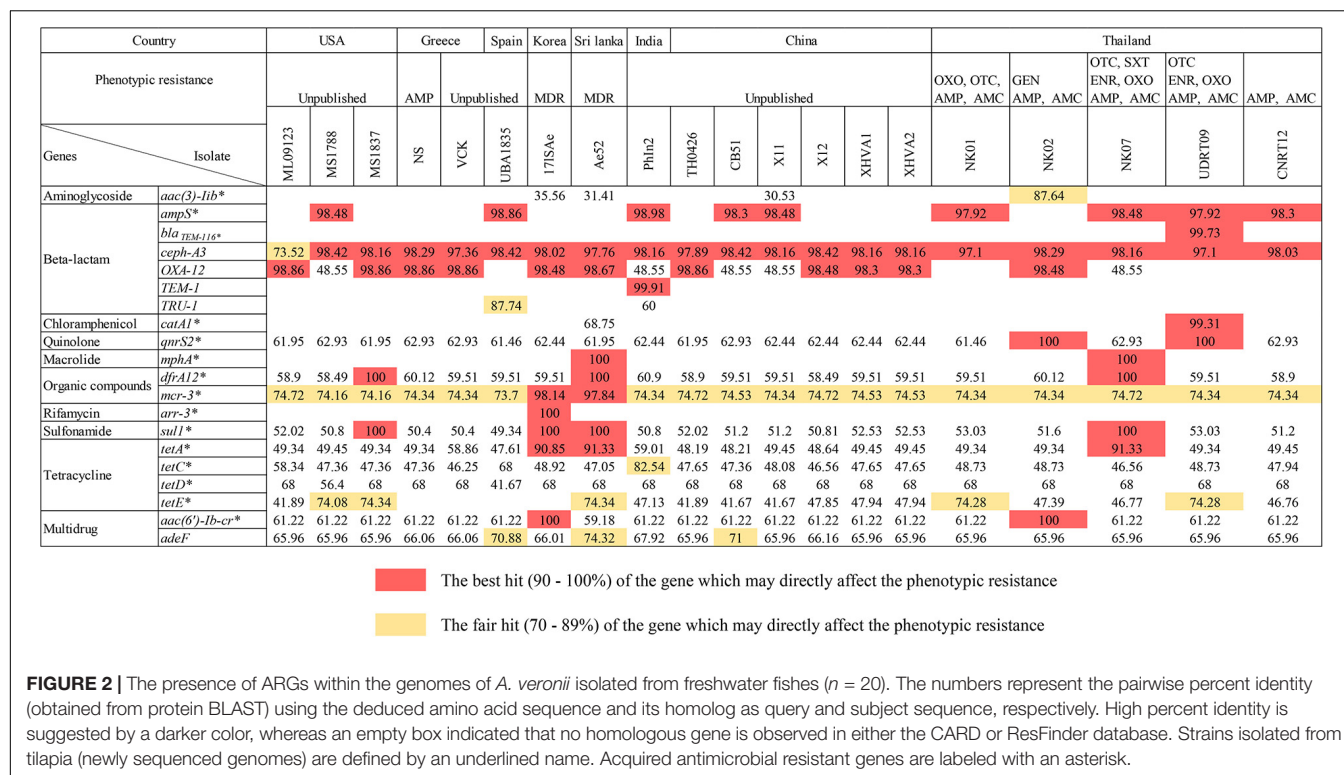 Country USA Greece Spain Korea Sri lanka India China Thailand
Phenotypic resistance Unpublished AMP Unpublished MDR MDR Unpublished OXO, OTC, AMP, AMC GEN AMP, AMC OTC, SXT ENR, OXO AMP, AMC OTC ENR, OXO AMP, AMC AMP, AMC
Genes Isolate ML09123 MS1788 MS1837 NS VCK UBA1835 17ISAe Ae52 PhIn2 TH0426 CB51 X11 X12 XHVA1 XHVA2 NK01 NK02 NK07 UDRT09 CNRT12
Aminoglycoside aac(3)-Iib* 35.56 31.41 30.53 87.64
Beta-lactam ampS* 98.48 98.86 98.98 98.3 98.48 97.92 98.48 97.92 98.3
bla TEM-116* 99.73
ceph-A3 73.52 98.42 98.16 98.29 97.36 98.42 98.02 97.76 98.16 97.89 98.42 98.16 98.42 98.16 98.16 97.1 98.29 98.16 97.1 98.03
OXA-12 98.86 48.55 98.86 98.86 98.86 98.48 98.67 48.55 98.86 48.55 48.55 98.48 98.3 98.3 98.48 48.55
TEM-1 99.91
TRU-1 87.74 60
Chloramphenicol catA1* 68.75 99.31
Quinolone qnrS2* 61.95 62.93 61.95 62.93 62.93 61.46 62.44 61.95 62.44 61.95 62.93 62.44 62.44 62.44 62.44 61.46 100 62.93 100 62.93
Macrolide mphA* 100 100
Organic compounds dfrA12* 58.9 58.49 100 60.12 59.51 59.51 59.51 100 60.9 58.9 59.51 59.51 58.49 59.51 59.51 59.51 60.12 100 59.51 58.9
mcr-3* 74.72 74.16 74.16 74.34 74.34 73.7 98.14 97.84 74.34 74.72 74.53 74.34 74.72 74.53 74.53 74.34 74.34 74.34 74.34 74.34
Rifamycin arr-3* 100
Sulfonamide sul1* 52.02 50.8 100 50.4 50.4 49.34 100 100 50.8 52.02 51.2 51.2 50.81 52.53 52.53 53.03 51.6 100 53.03 51.2
Tetracycline tetA* 49.34 49.45 49.34 49.34 58.86 47.61 90.85 91.33 59.01 48.19 48.21 49.45 48.64 49.45 49.45 49.34 49.45 91.33 49.34 49.45
tetC* 58.34 47.36 47.36 47.36 46.25 68 48.92 47.05 82.54 47.65 47.36 48.08 46.56 47.65 47.65 48.73 48.73 46.56 48.73 47.94
tetD* 68 56.4 68 68 68 41.67 68 68 68 68 68 68 68 68 68 68 68 68 68 68
tetE* 41.89 74.08 74.34 74.34 47.13 41.89 41.67 41.67 47.85 47.94 47.94 74.28 47.39 46.77 74.28 46.76
Multidrug aac(6')-Ib-cr* 61.22 61.22 61.22 61.22 61.22 61.22 100 59.18 61.22 61.22 61.22 61.22 61.22 61.22 61.22 61.22 100 61.22 61.22 61.22
adeF 65.96 65.96 65.96 66.06 66.06 70.88 66.01 74.32 67.92 65.96 71 65.96 66.16 65.96 65.96 65.96 65.96 65.96 65.96 65.96
The best hit (90 - 100%) of the gene which may directly affect the phenotypic resistance
The fair hit (70 - 89%) of the gene which may directly affect the phenotypic resistance
FIGURE 2 | The presence of ARGs within the genomes of A. veronii isolated from freshwater fishes (n = 20). The numbers represent the pairwise percent identity
(obtained from protein BLAST) using the deduced amino acid sequence and its homolog as query and subject sequence, respectively. High percent identity is
suggested by a darker color, whereas an empty box indicated that no homologous gene is observed in either the CARD or ResFinder database. Strains isolated from
tilapia (newly sequenced genomes) are defined by an underlined name. Acquired antimicrobial resistant genes are labeled with an asterisk.